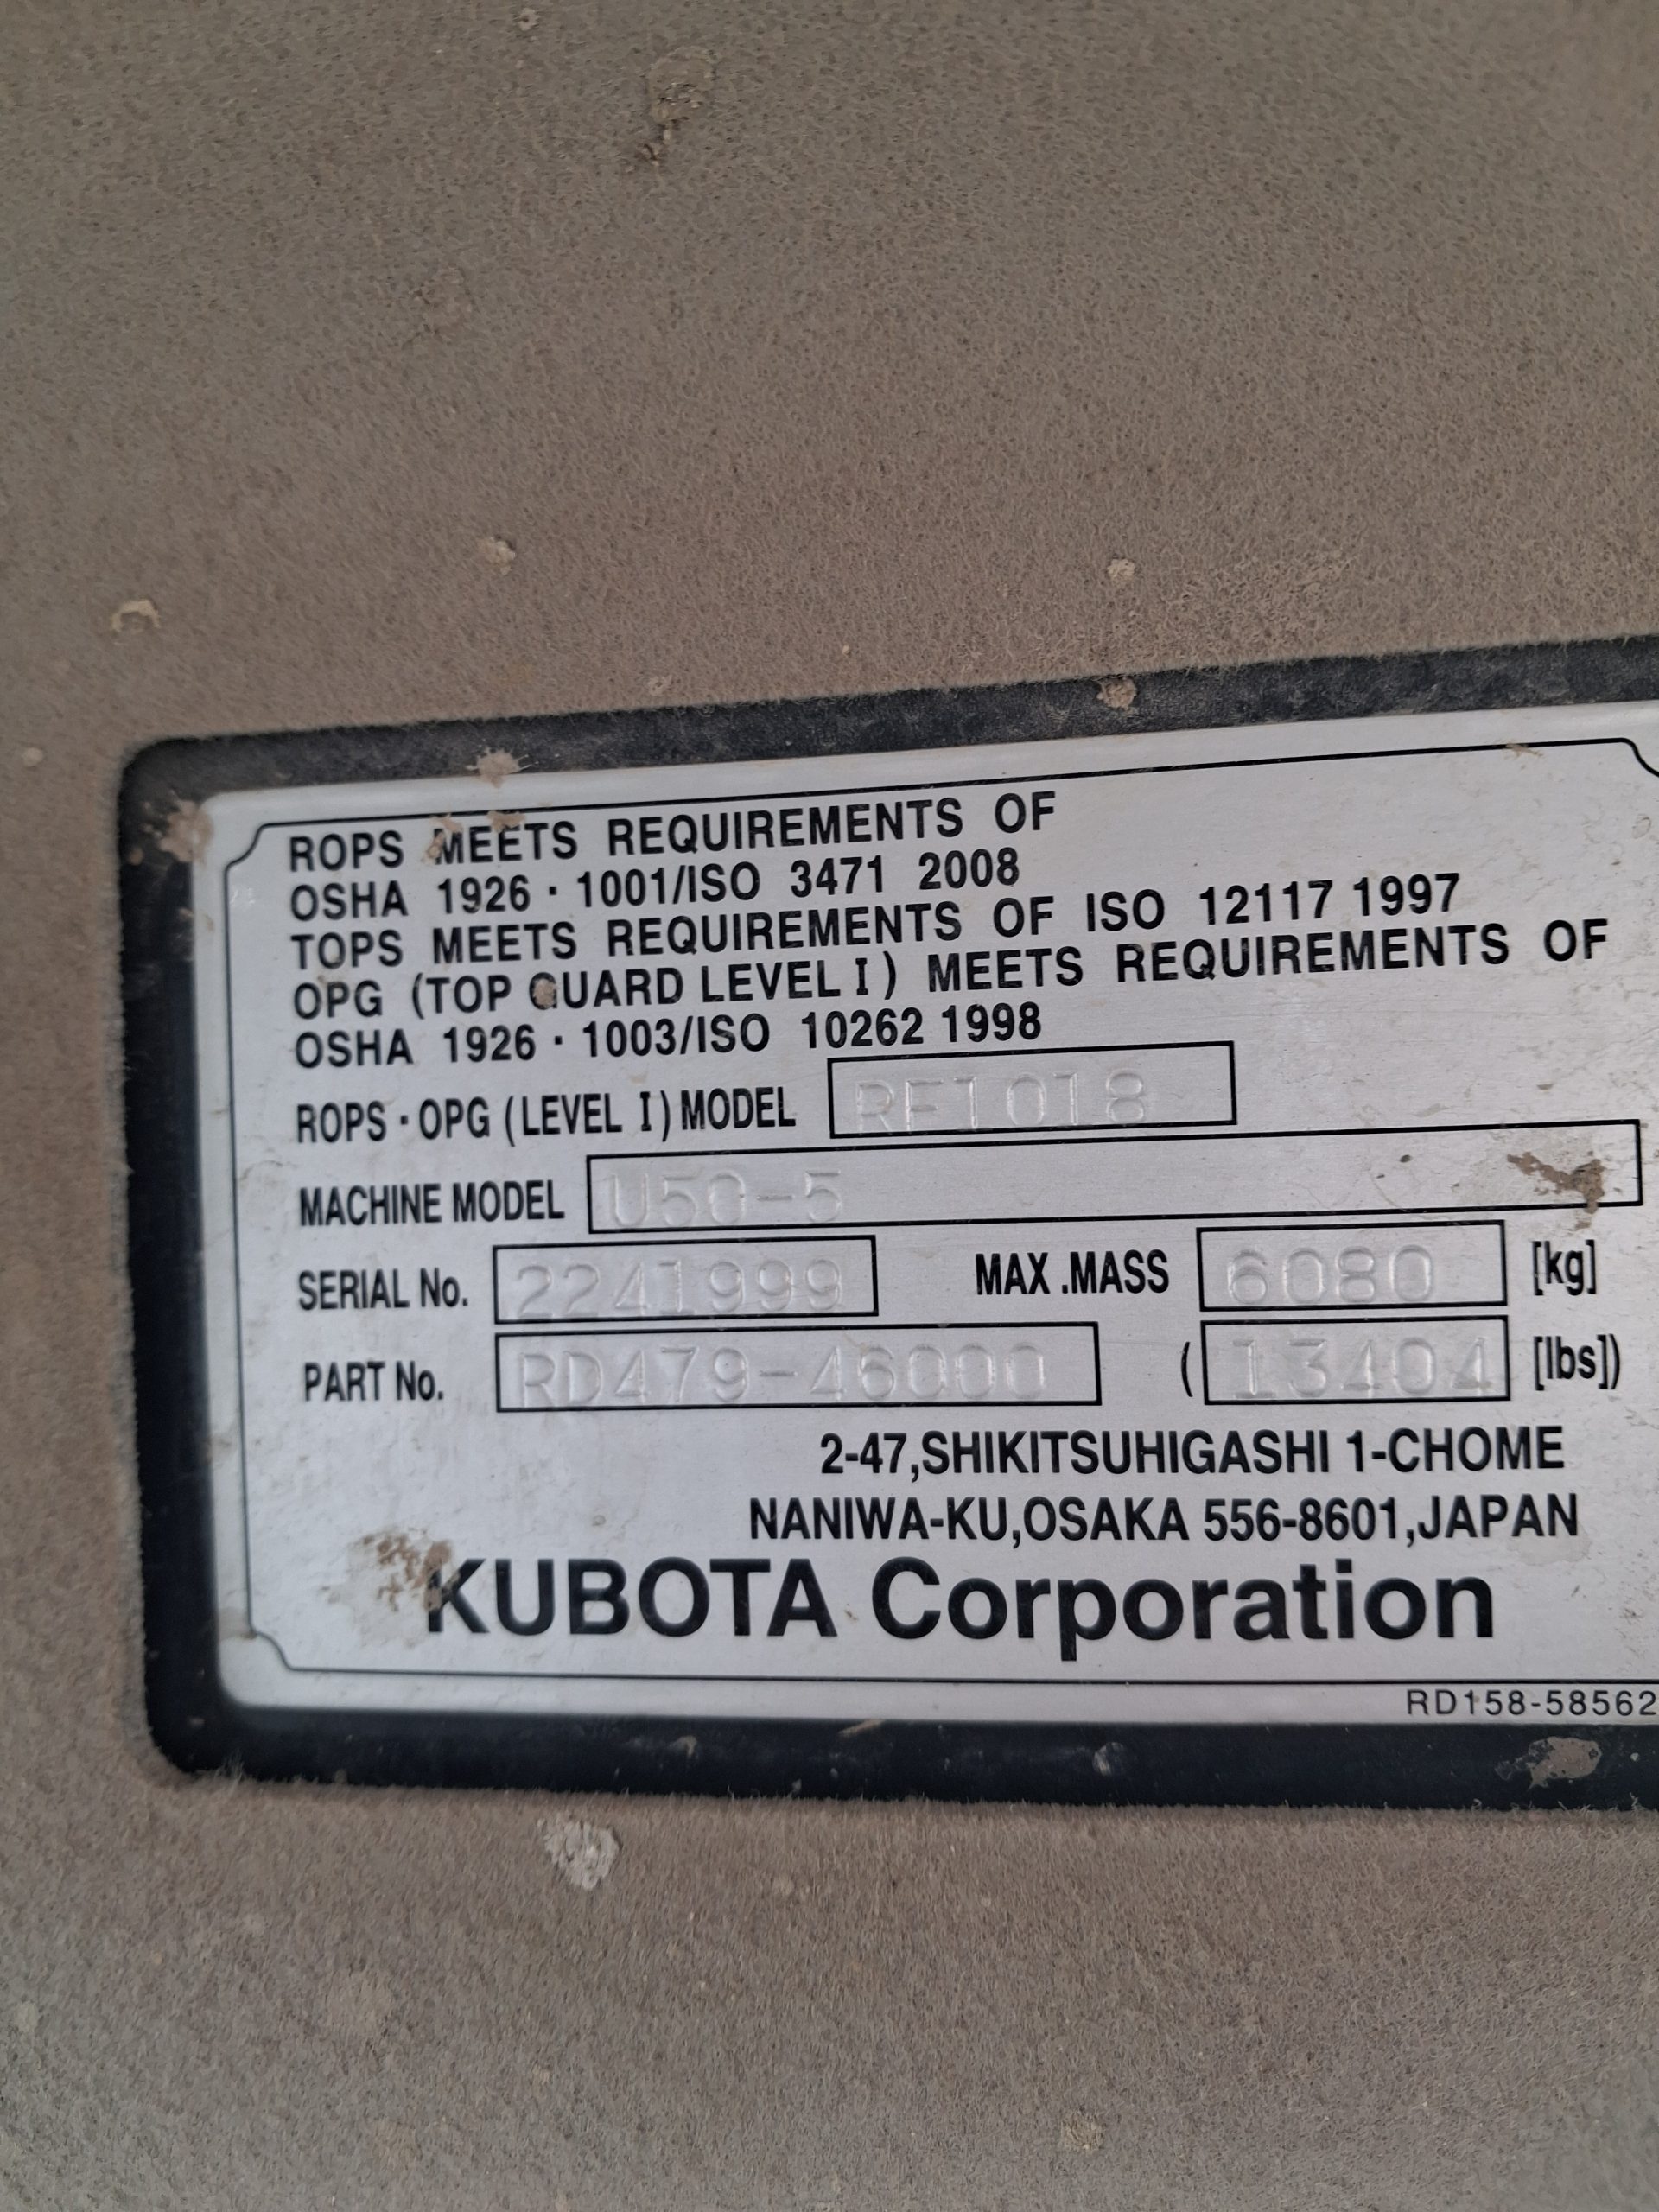 ROPS MEETS REQUIREMENTS OF
OSHA 1926・1001/ISO 3471 2008
TOPS MEETS REQUIREMENTS OF ISO 12117 1997
OPG (TOP GUARD LEVEL I) MEETS REQUIREMENTS OF
OSHA 1926・1003/ISO 10262 1998
ROPS・OPG (LEVEL I) MODEL RF1018
MACHINE MODEL U50-5
SERIAL No. 2241999 MAX .MASS 6080 [kg]
PART No. RD479-46000 ( 13404 [lbs])
2-47,SHIKITSUHIGASHI 1-CHOME
NANIWA-KU,OSAKA 556-8601,JAPAN
KUBOTA Corporation
RD158-58562